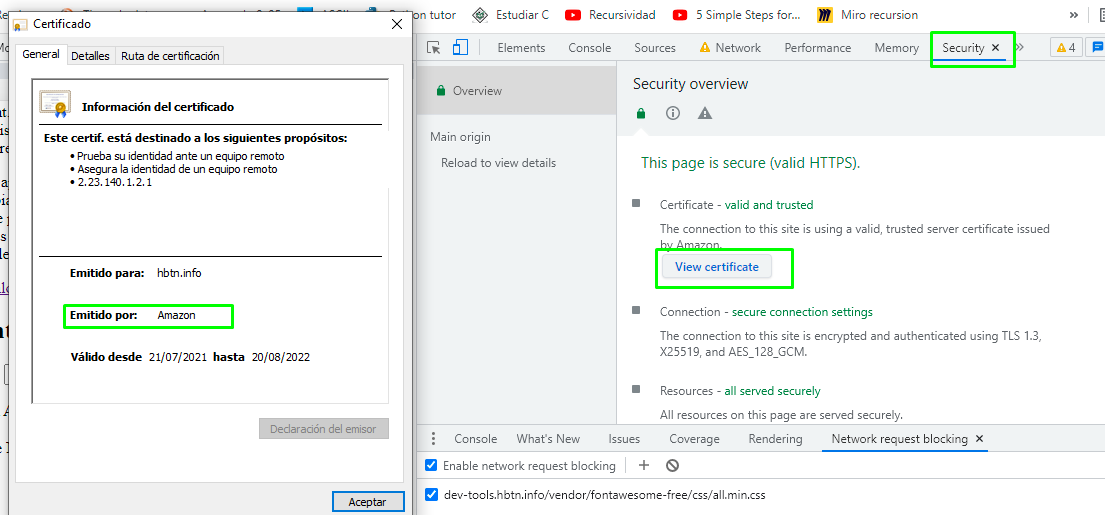 Python tutor
Estudiar C
Recursividad
5 Simple Steps for...
Miro recursion
»
Certificado
General
Detalles
Ruta de certificación
Información del certificado
Este certif. está destinado a los siguientes propósitos:
• Prueba su identidad ante un equipo remoto
• Asegura la identidad de un equipo remoto
• 2.23.140.1.2.1
Emitido para: hbtn.info
Emitido por: Amazon
Válido desde 21/07/2021 hasta 20/08/2022
Declaración del emisor
Aceptar
Elements
Console
Sources
Network
Performance
Memory
Security ×
»
4
Overview
Main origin
Reload to view details
Security overview
This page is secure (valid HTTPS).
Certificate - valid and trusted
The connection to this site is using a valid, trusted server certificate issued
by Amazon.
View certificate
Connection - secure connection settings
The connection to this site is encrypted and authenticated using TLS 1.3,
X25519, and AES_128_GCM.
Resources - all served securely
All resources on this page are served securely.
Console
What's New
Issues
Coverage
Rendering
Network request blocking ×
Enable network request blocking
dev-tools.hbtn.info/vendor/fontawesome-free/css/all.min.css